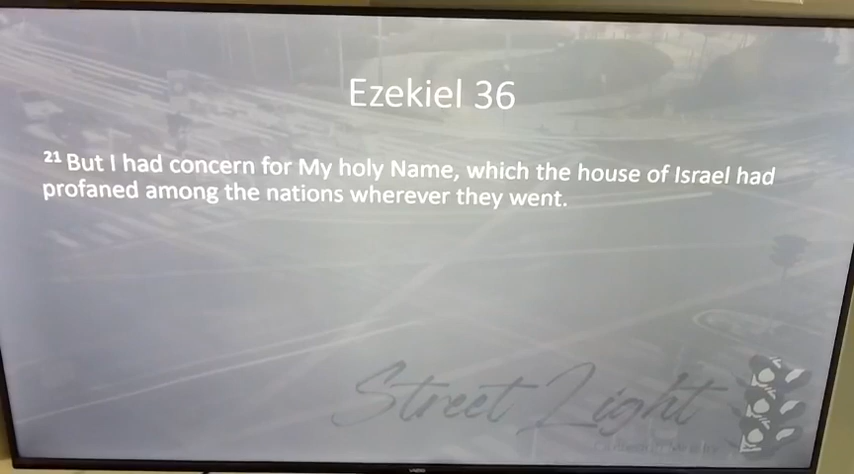 Ezekiel 36
²¹ But I had concern for My holy Name, which the house of Israel had
profaned among the nations wherever they went.
Street Light